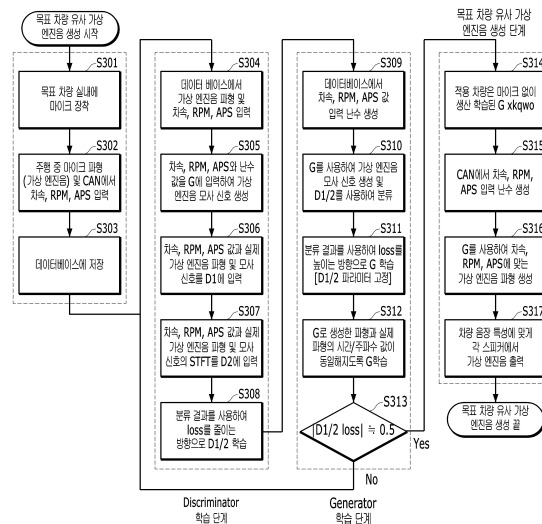 목표 차량 유사 가상
엔진음 생성 시작
S301
목표 차량 실내에
마이크 장착
S302
주행 중 마이크 파형
(가상 엔진음) 및 CAN에서
차속, RPM, APS 입력
S303
데이터베이스에 저장
S304
데이터 베이스에서
가상 엔진음 파형 및
차속, RPM, APS 입력
S305
차속, RPM, APS와 난수
값을 G에 입력하여 가상
엔진음 모사 신호 생성
S306
차속, RPM, APS 값과 실제
가상 엔진음 파형 및 모사
신호를 D1에 입력
S307
차속, RPM, APS 값과 실제
가상 엔진음 파형 및 모사
신호의 STFT를 D2에 입력
S308
분류 결과를 사용하여
loss를 줄이는
방향으로 D1/2 학습
Discriminator
학습 단계
S309
데이터베이스에서
차속, RPM, APS 값
입력 난수 생성
S310
G를 사용하여 가상 엔진음
모사 신호 생성 및
D1/2를 사용하여 분류
S311
분류 결과를 사용하여 loss를
높이는 방향으로 G 학습
[D1/2 파라미터 고정]
S312
G로 생성한 파형과 실제
파형의 시간/주파수 값이
동일해지도록 G학습
S313
|D1/2 loss| ≒ 0.5
Yes
No
Generator
학습 단계
목표 차량 유사 가상
엔진음 생성 단계
S314
적용 차량은 마이크 없이
생산 학습된 G xkqwo
S315
CAN에서 차속, RPM,
APS 입력 난수 생성
S316
G를 사용하여 차속,
RPM, APS에 맞는
가상 엔진음 파형 생성
S317
차량 음장 특성에 맞게
각 스피커에서
가상 엔진음 출력
목표 차량 유사 가상
엔진음 생성 끝